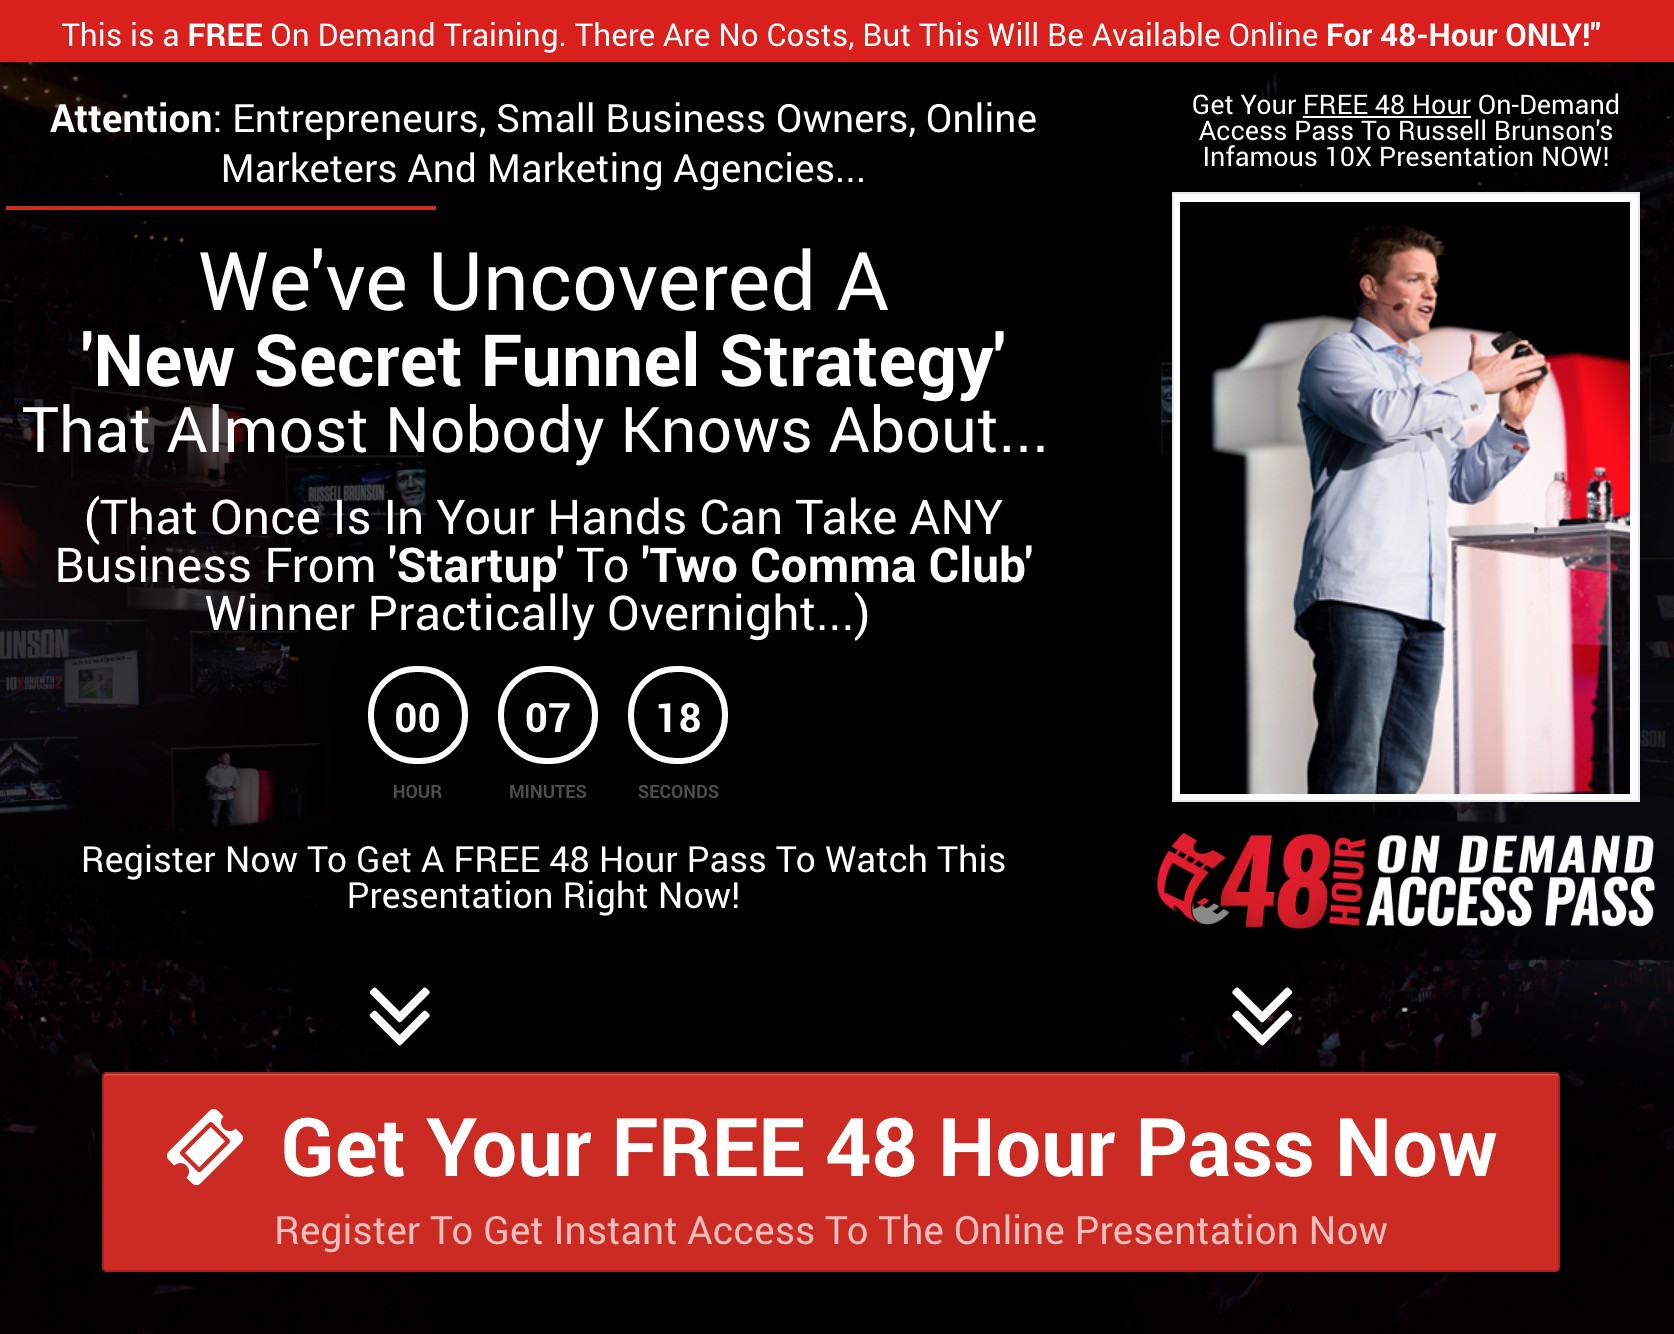 This is a FREE On Demand Training. There Are No Costs, But This Will Be Available Online For 48-Hour ONLY!"
Attention: Entrepreneurs, Small Business Owners, Online
Marketers And Marketing Agencies...
We've Uncovered A
'New Secret Funnel Strategy'
That Almost Nobody Knows About...
(That Once Is In Your Hands Can Take ANY
Business From 'Startup' To 'Two Comma Club'
Winner Practically Overnight...)
RUSSELL BRUNSON
UNSON
00 07 18
HOUR MINUTES SECONDS
Register Now To Get A FREE 48 Hour Pass To Watch This
Presentation Right Now!
Get Your FREE 48 Hour On-Demand
Access Pass To Russell Brunson's
Infamous 10X Presentation NOW!
48 HOUR ON DEMAND
ACCESS PASS
Get Your FREE 48 Hour Pass Now
Register To Get Instant Access To The Online Presentation Now